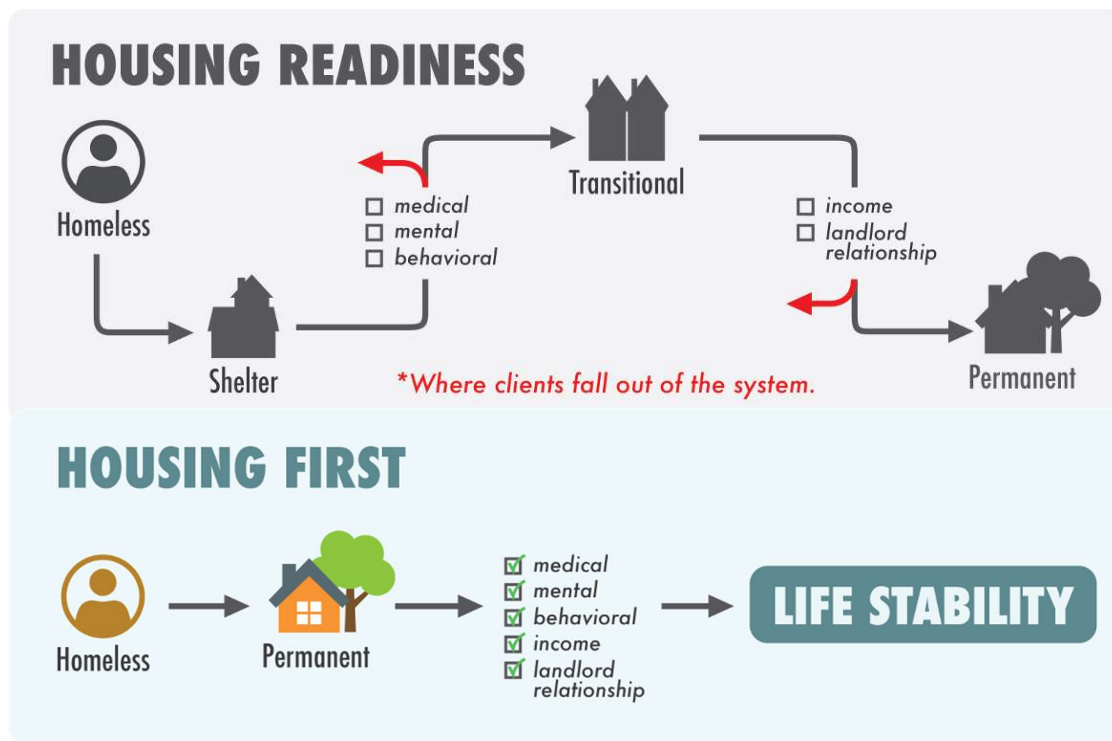 HOUSING READINESS
Homeless
Shelter
medical
mental
behavioral
Transitional
income
landlord
relationship
Permanent
*Where clients fall out of the system.
HOUSING FIRST
Homeless
Permanent
medical
mental
behavioral
income
landlord
relationship
LIFE STABILITY